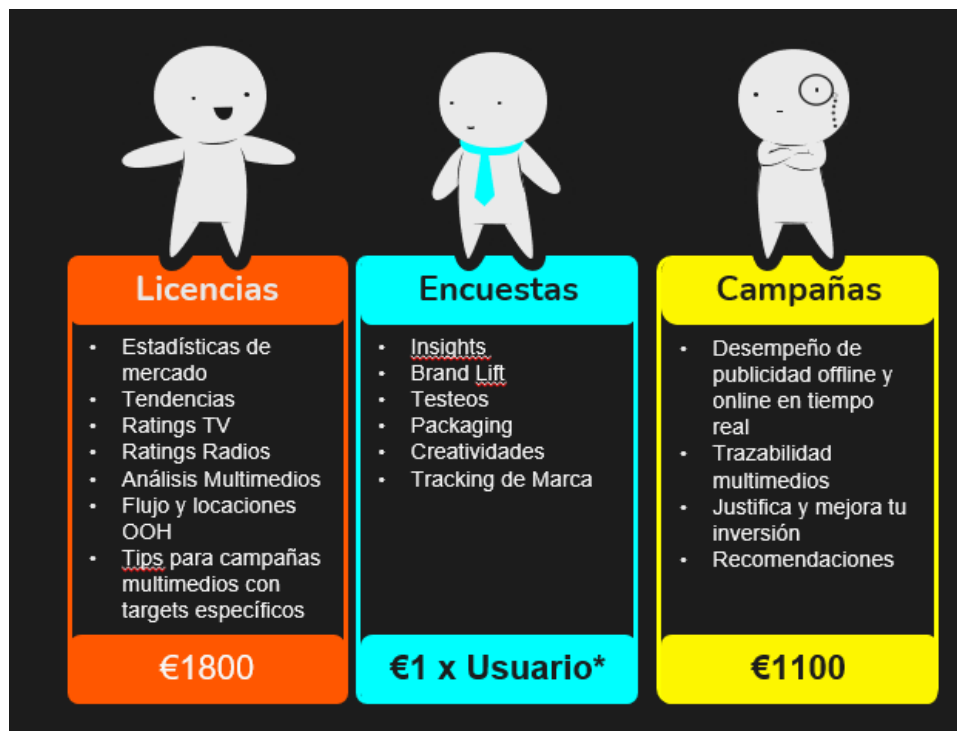 Licencias
• Estadísticas de
mercado
• Tendencias
• Ratings TV
• Ratings Radios
• Análisis Multimedios
• Flujo y locaciones
OOH
• Tips para campañas
multimedios con
targets específicos
€1800
Encuestas
• Insights
• Brand Lift
• Testeos
• Packaging
• Creatividades
• Tracking de Marca
€1 x Usuario*
Campañas
• Desempeño de
publicidad offline y
online en tiempo
real
• Trazabilidad
multimedios
• Justifica y mejora tu
inversión
• Recomendaciones
€1100